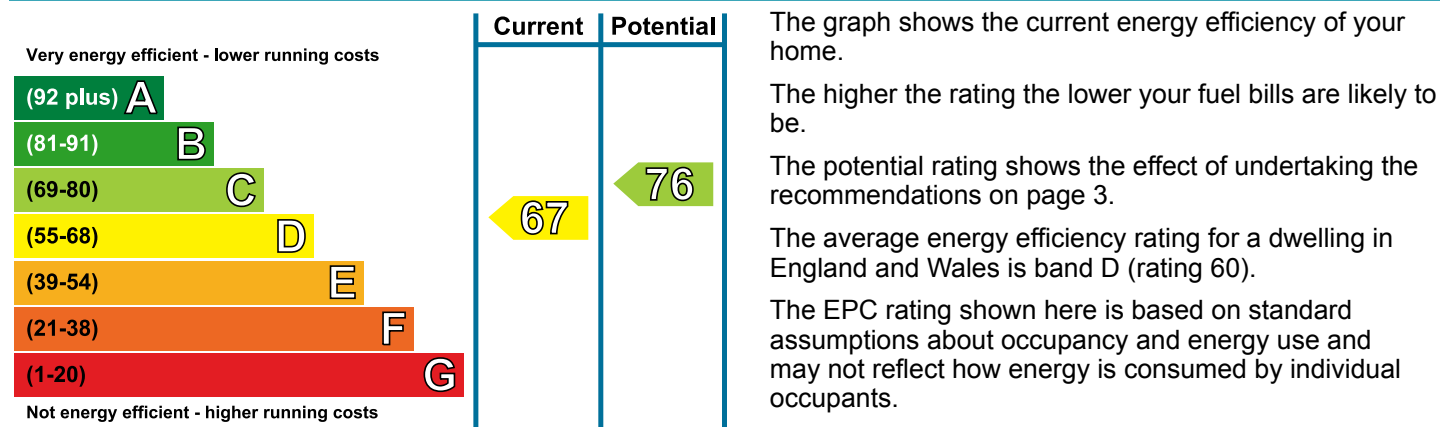 Current Potential
Very energy efficient - lower running costs
(92 plus) A
(81-91) B
(69-80) C
(55-68) D
(39-54) E
(21-38) F
(1-20) G
Not energy efficient - higher running costs
67
76
The graph shows the current energy efficiency of your
home.
The higher the rating the lower your fuel bills are likely to
be.
The potential rating shows the effect of undertaking the
recommendations on page 3.
The average energy efficiency rating for a dwelling in
England and Wales is band D (rating 60).
The EPC rating shown here is based on standard
assumptions about occupancy and energy use and
may not reflect how energy is consumed by individual
occupants.